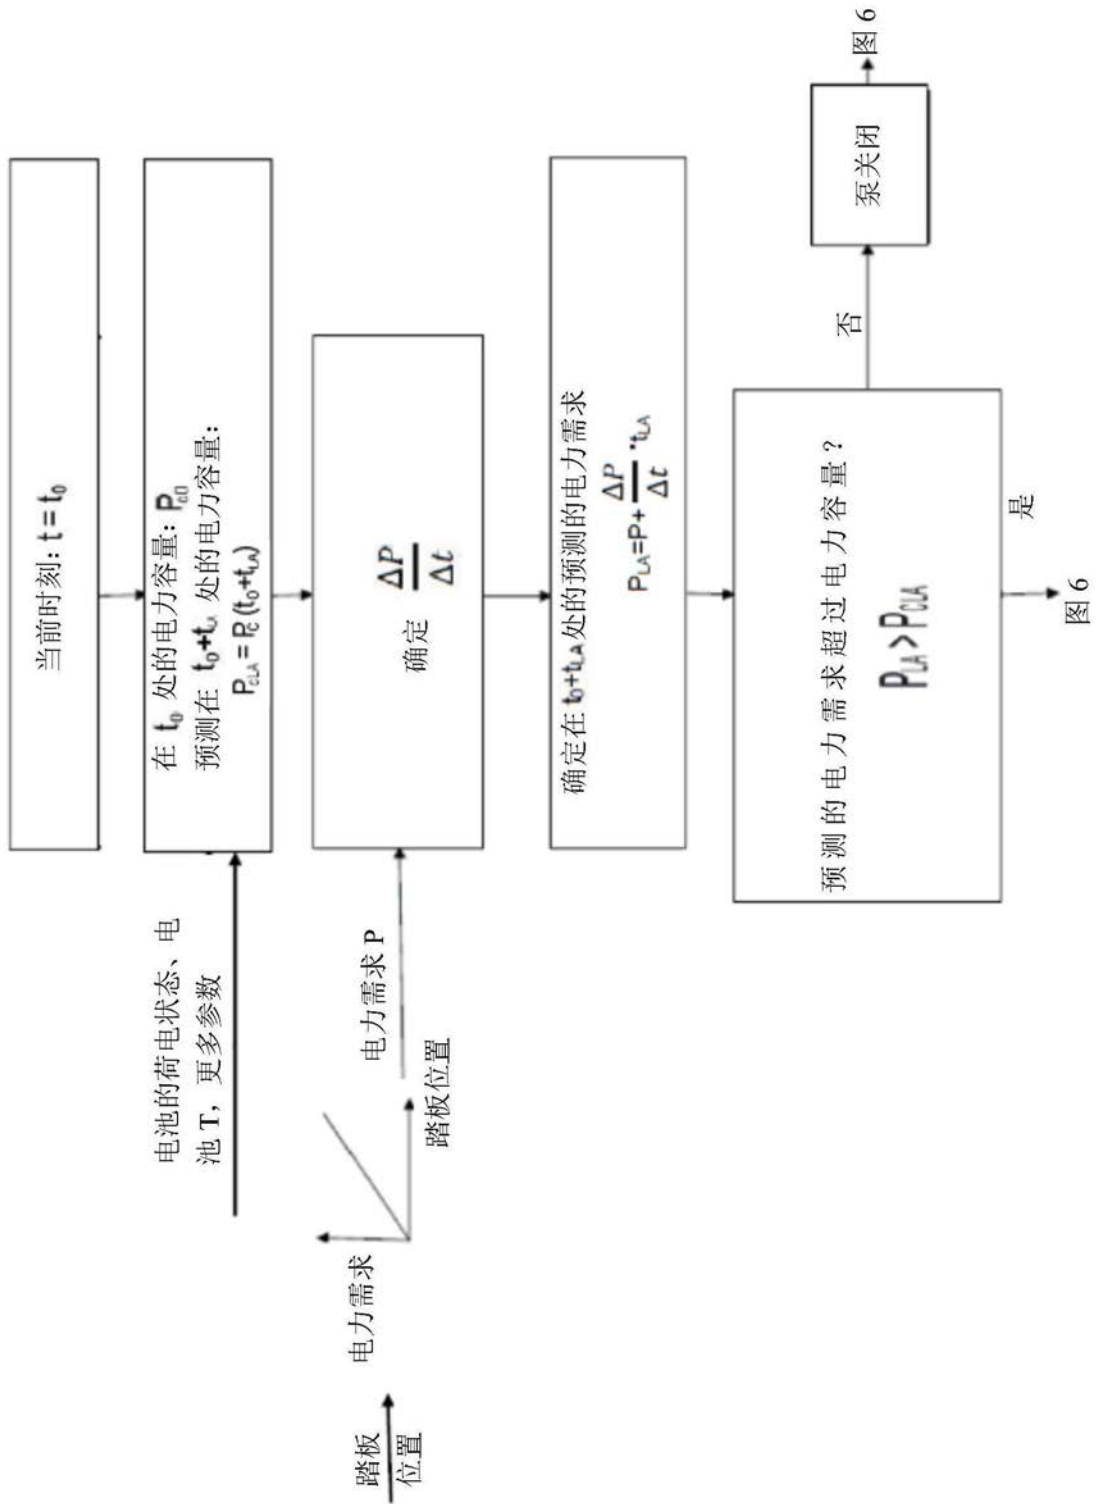 当前时刻：t = t₀
在 t₀ 处的电力容量：P_c0
预测在 t₀+t_LA 处的电力容量：
P_cLA = P_c (t₀+t_LA)
电池的荷电状态、电
池 T，更多参数
确定 ΔP/Δt
踏板
位置
电力需求
踏板位置
电力需求 P
确定在 t₀+t_LA 处的预测的电力需求
P_LA=P+ ΔP/Δt *t_LA
预测的电力需求超过电力容量？
P_LA > P_CLA
否
泵关闭
图 6
是
图 6